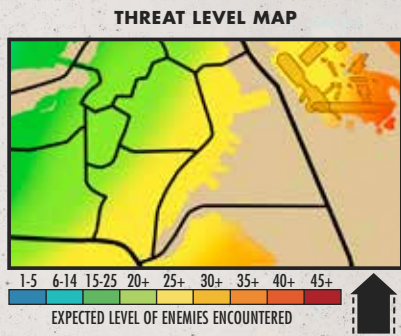 THREAT LEVEL MAP
1-5 6-14 15-25 20+ 25+ 30+ 35+ 40+ 45+
EXPECTED LEVEL OF ENEMIES ENCOUNTERED